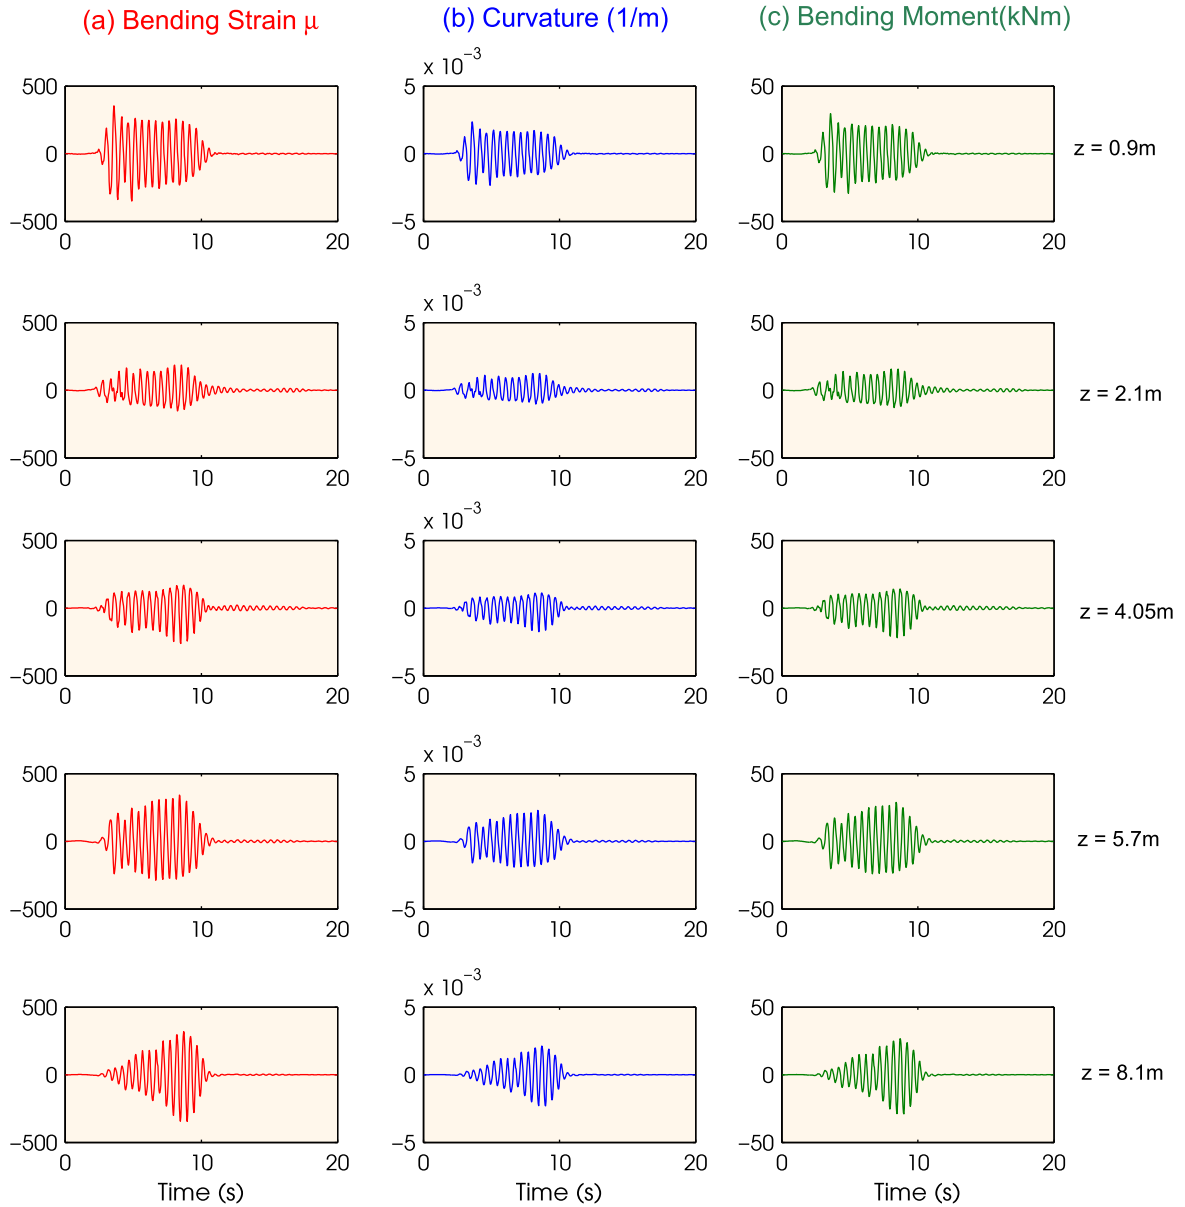 (a) Bending Strain μ (b) Curvature (1/m) (c) Bending Moment(kNm)
x 10⁻³
500 5 50
0 0 0 z = 0.9m
−500 −5 −50
0 10 20 0 10 20 0 10 20
x 10⁻³
500 5 50
0 0 0 z = 2.1m
−500 −5 −50
0 10 20 0 10 20 0 10 20
x 10⁻³
500 5 50
0 0 0 z = 4.05m
−500 −5 −50
0 10 20 0 10 20 0 10 20
x 10⁻³
500 5 50
0 0 0 z = 5.7m
−500 −5 −50
0 10 20 0 10 20 0 10 20
x 10⁻³
500 5 50
0 0 0 z = 8.1m
−500 −5 −50
0 10 20 0 10 20 0 10 20
Time (s) Time (s) Time (s)